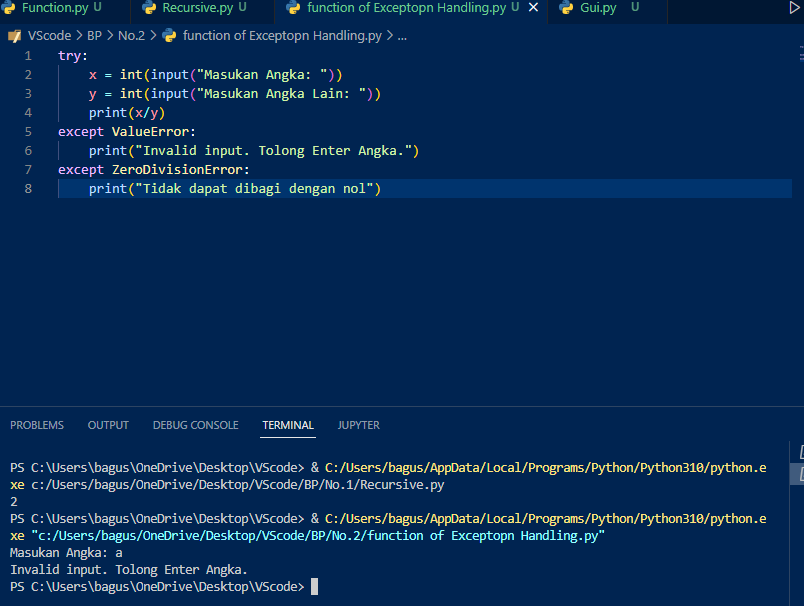 Function.py U Recursive.py U function of Exceptopn Handling.py U Gui.py U
VScode > BP > No.2 > function of Exceptopn Handling.py > ...
1 try:
2 x = int(input("Masukan Angka: "))
3 y = int(input("Masukan Angka Lain: "))
4 print(x/y)
5 except ValueError:
6 print("Invalid input. Tolong Enter Angka.")
7 except ZeroDivisionError:
8 print("Tidak dapat dibagi dengan nol")
PROBLEMS OUTPUT DEBUG CONSOLE TERMINAL JUPYTER
PS C:\Users\bagus\OneDrive\Desktop\VScode> & C:/Users/bagus/AppData/Local/Programs/Python/Python310/python.e
xe c:/Users/bagus/OneDrive/Desktop/VScode/BP/No.1/Recursive.py
2
PS C:\Users\bagus\OneDrive\Desktop\VScode> & C:/Users/bagus/AppData/Local/Programs/Python/Python310/python.e
xe "c:/Users/bagus/OneDrive/Desktop/VScode/BP/No.2/function of Exceptopn Handling.py"
Masukan Angka: a
Invalid input. Tolong Enter Angka.
PS C:\Users\bagus\OneDrive\Desktop\VScode>